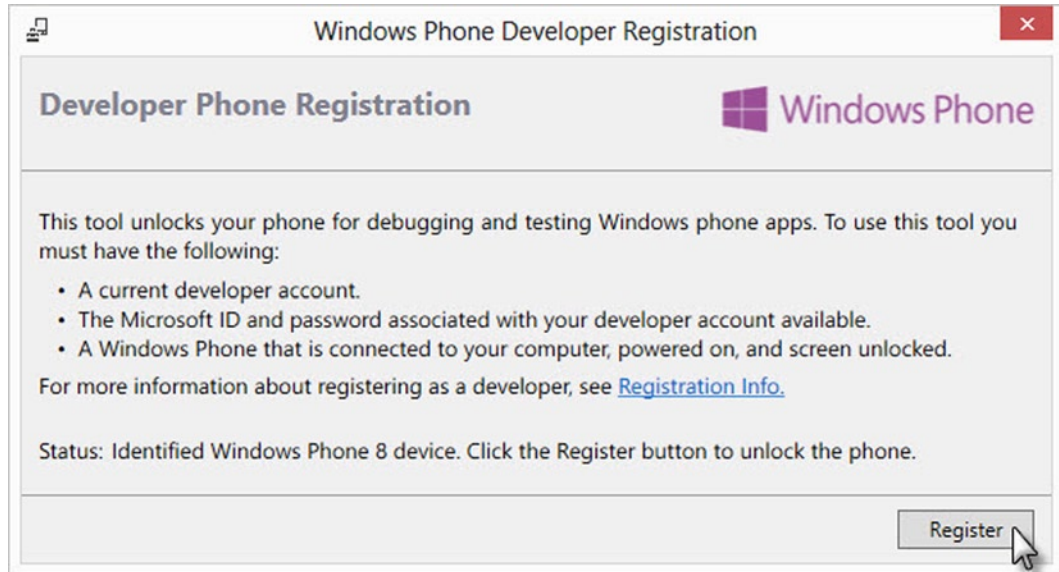 Windows Phone Developer Registration
Developer Phone Registration
Windows Phone
This tool unlocks your phone for debugging and testing Windows phone apps. To use this tool you
must have the following:
• A current developer account.
• The Microsoft ID and password associated with your developer account available.
• A Windows Phone that is connected to your computer, powered on, and screen unlocked.
For more information about registering as a developer, see Registration Info.
Status: Identified Windows Phone 8 device. Click the Register button to unlock the phone.
Register